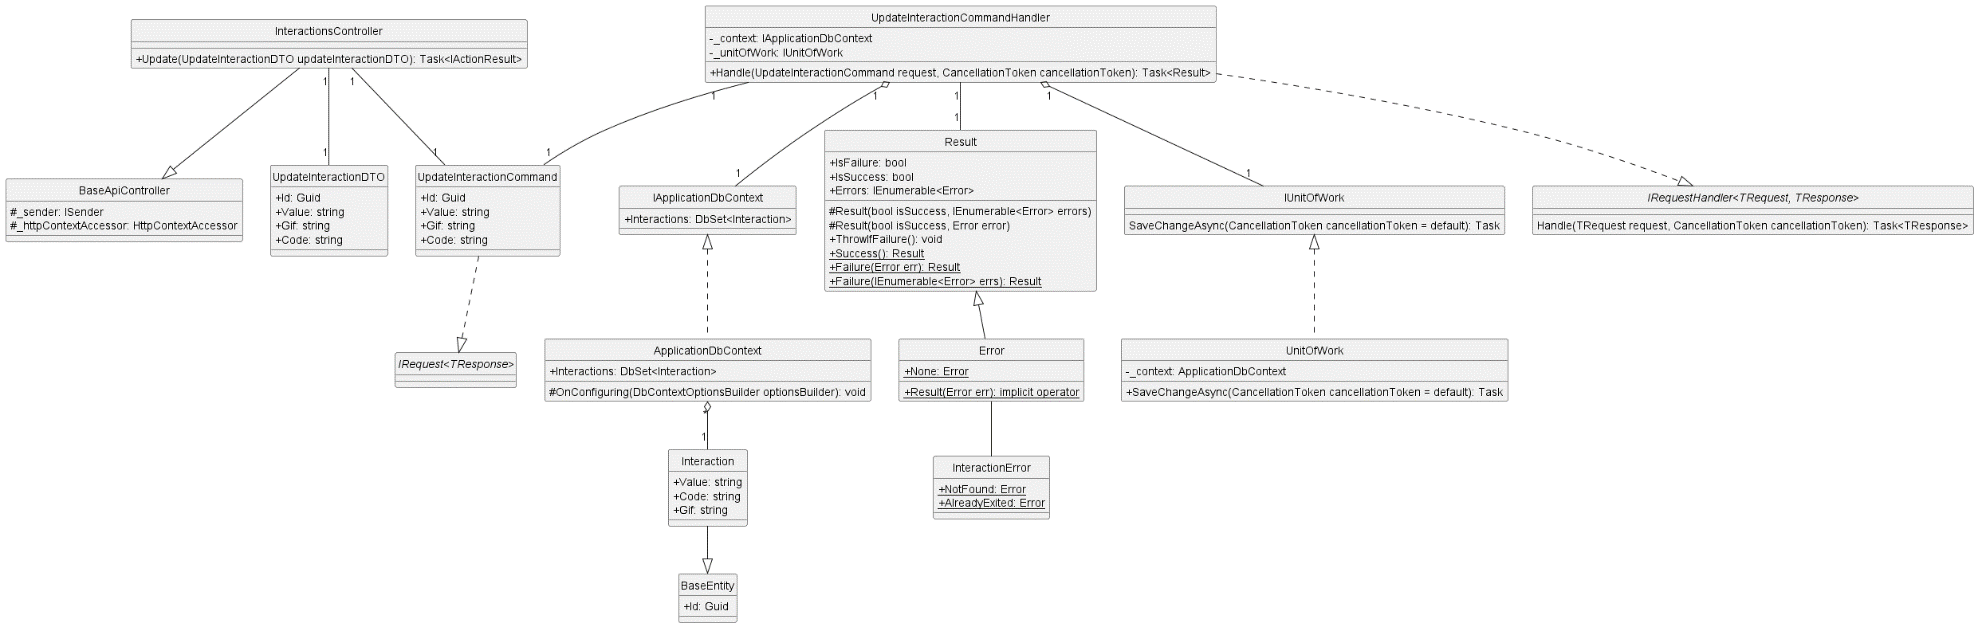 InteractionsController
+Update(UpdateInteractionDTO updateInteractionDTO): Task<IActionResult>
UpdateInteractionCommandHandler
-_context: IApplicationDbContext
-_unitOfWork: IUnitOfWork
+Handle(UpdateInteractionCommand request, CancellationToken cancellationToken): Task<Result>
1
1
1
1
1
1
1
1
1
1
1
1
BaseApiController
#_sender: ISender
#_httpContextAccessor: HttpContextAccessor
UpdateInteractionDTO
+Id: Guid
+Value: string
+Gif: string
+Code: string
UpdateInteractionCommand
+Id: Guid
+Value: string
+Gif: string
+Code: string
IApplicationDbContext
+Interactions: DbSet<Interaction>
Result
+IsFailure: bool
+IsSuccess: bool
+Errors: IEnumerable<Error>
#Result(bool isSuccess, IEnumerable<Error> errors)
#Result(bool isSuccess, Error error)
+ThrowIfFailure(): void
+Success(): Result
+Failure(Error err): Result
+Failure(IEnumerable<Error> errs): Result
IUnitOfWork
SaveChangeAsync(CancellationToken cancellationToken = default): Task
IRequestHandler<TRequest, TResponse>
Handle(TRequest request, CancellationToken cancellationToken): Task<TResponse>
IRequest<TResponse>
ApplicationDbContext
+Interactions: DbSet<Interaction>
#OnConfiguring(DbContextOptionsBuilder optionsBuilder): void
Error
+None: Error
+Result(Error err): implicit operator
UnitOfWork
-_context: ApplicationDbContext
+SaveChangeAsync(CancellationToken cancellationToken = default): Task
1
Interaction
+Value: string
+Code: string
+Gif: string
InteractionError
+NotFound: Error
+AlreadyExited: Error
BaseEntity
+Id: Guid